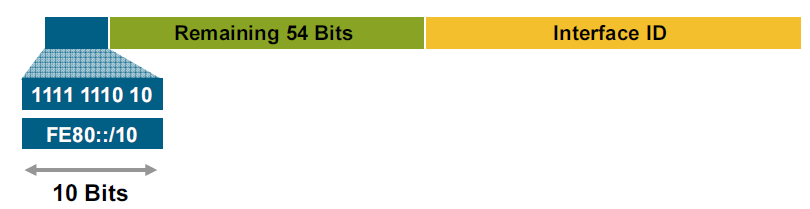 Remaining 54 Bits
Interface ID
1111 1110 10
FE80::/10
10 Bits